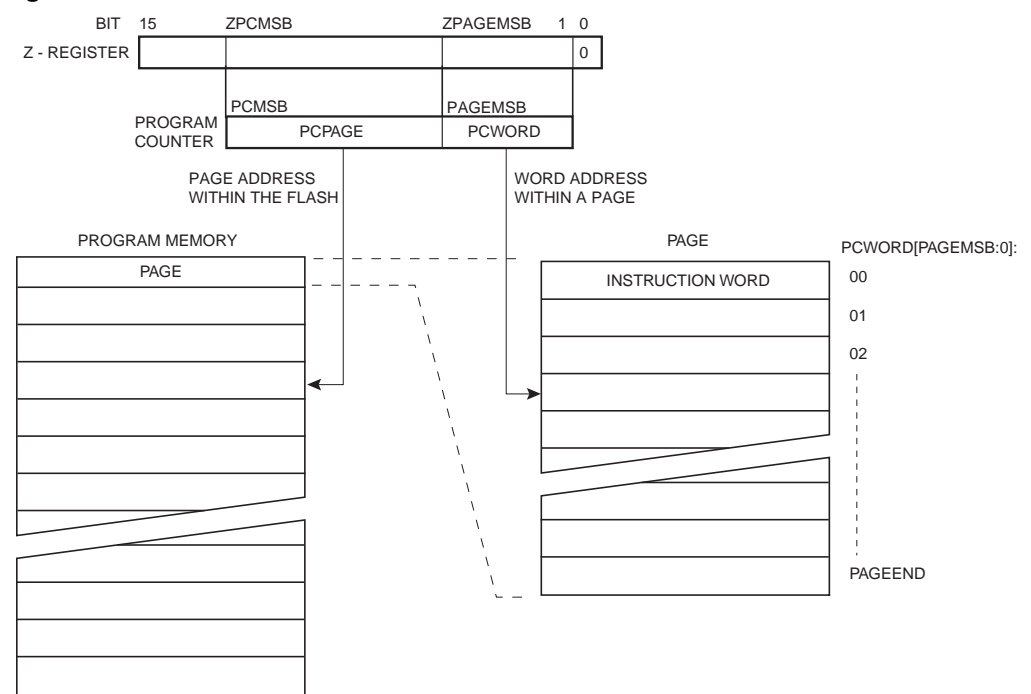 BIT 15 ZPCMSB ZPAGEMSB 1 0
Z - REGISTER 0
PCMSB PAGEMSB
PROGRAM
COUNTER
PCPAGE PCWORD
PAGE ADDRESS
WITHIN THE FLASH
WORD ADDRESS
WITHIN A PAGE
PROGRAM MEMORY
PAGE
PAGE
PCWORD[PAGEMSB:0]:
INSTRUCTION WORD
00
01
02
PAGEEND